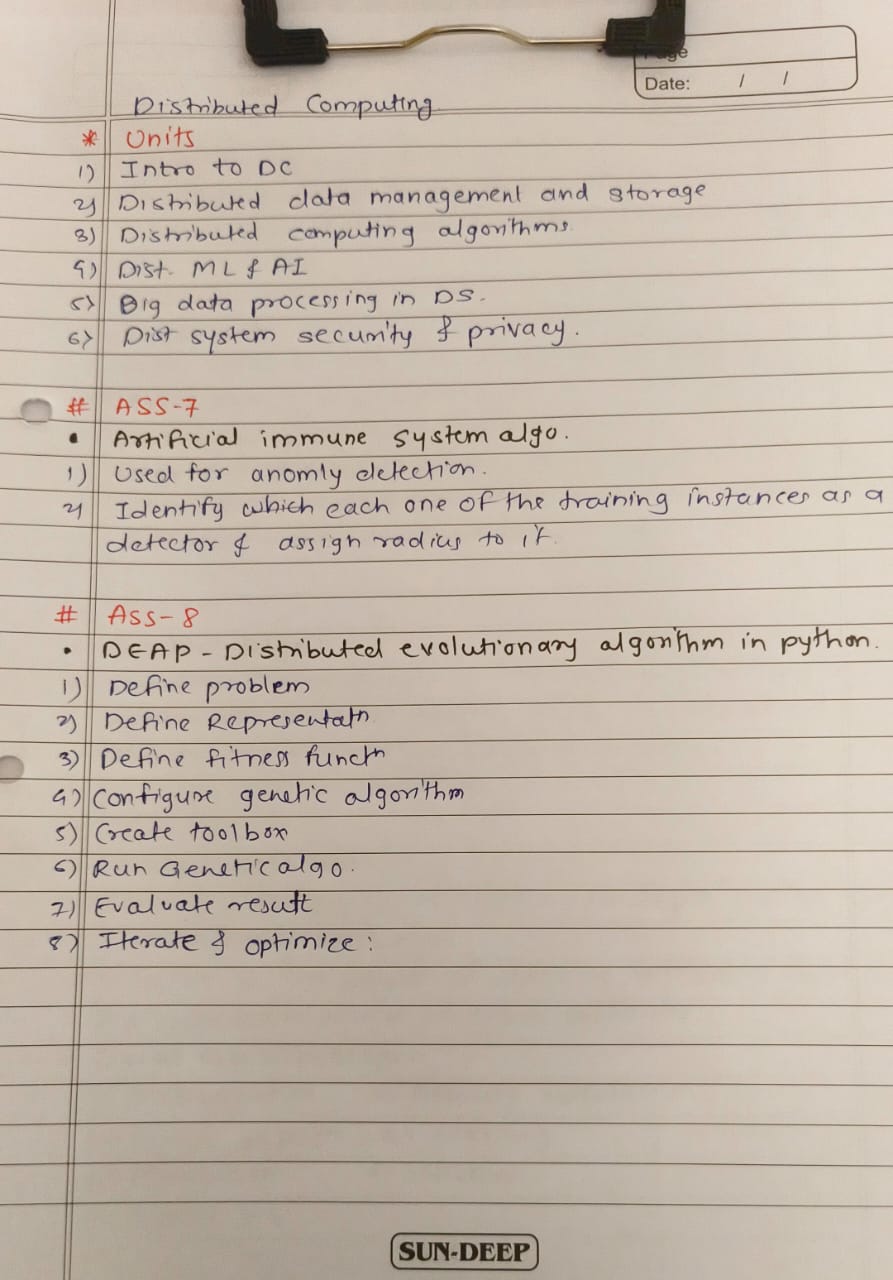 Page
Date: / /
Distributed Computing
* Units
1) Intro to DC
2) Distributed data management and storage
3) Distributed computing algorithms.
4) Dist. ML & AI
5) Big data processing in DS.
6) Dist system security & privacy.
# ASS-7
• Artificial immune system algo.
1) Used for anomly detection.
2) Identify which each one of the training instances as a
detector & assign radius to it.
# Ass-8
• DEAP - Distributed evolutionary algorithm in python.
1) Define problem
2) Define Representatn
3) Define fitness functn
4) Configure genetic algorithm
5) Create toolbox
6) Run Genetic algo.
7) Evaluate result
8) Iterate & optimize :
SUN-DEEP